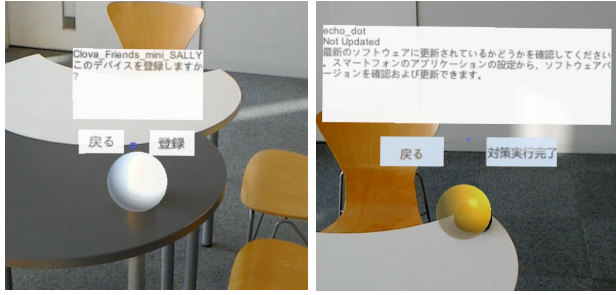 Clova_Friends_mini_SALLY
このデバイスを登録しますか
?
戻る
登録
echo_dot
Not Updated
最新のソフトウェアに更新されているかどうかを確認してください
。スマートフォンのアプリケーションの設定から、ソフトウェアバ
ージョンを確認および更新できます。
戻る
対策実行完了